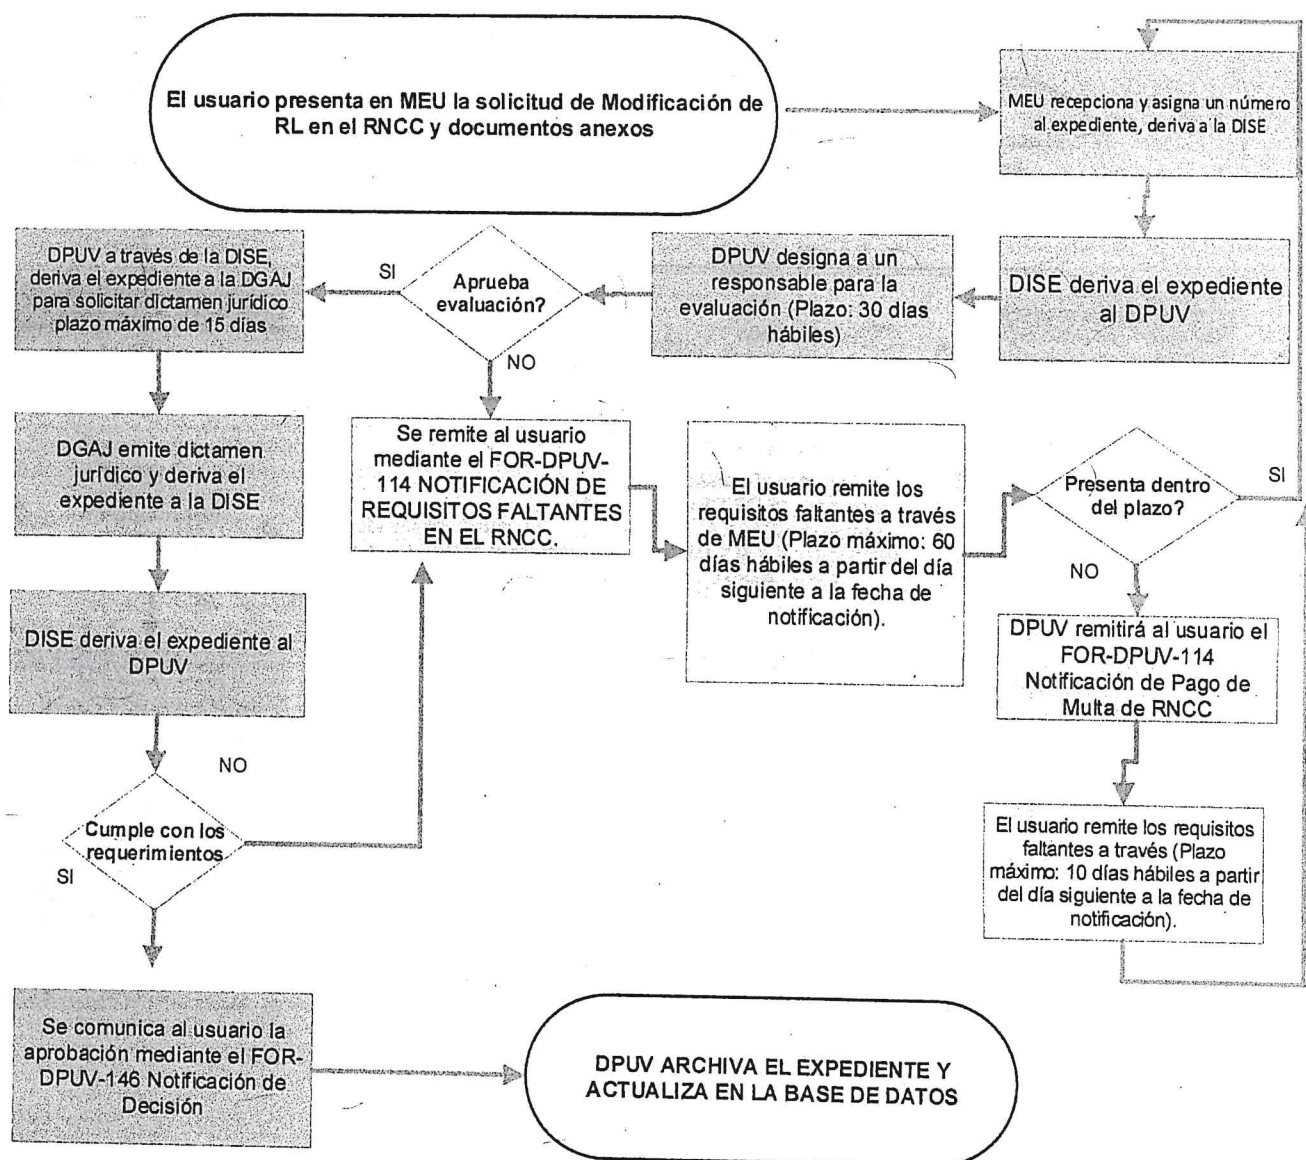 El usuario presenta en MEU la solicitud de Modificación de
RL en el RNCC y documentos anexos
MEU recepciona y asigna un número
al expediente, deriva a la DISE
DISE deriva el expediente
al DPUV
DPUV designa a un
responsable para la
evaluación (Plazo: 30 días
hábiles)
Aprueba
evaluación?
SI
NO
DPUV a través de la DISE,
deriva el expediente a la DGAJ
para solicitar dictamen jurídico
plazo máximo de 15 días
DGAJ emite dictamen
jurídico y deriva el
expediente a la DISE
DISE deriva el expediente al
DPUV
Cumple con los
requerimientos
NO
SI
Se remite al usuario
mediante el FOR-DPUV-
114 NOTIFICACIÓN DE
REQUISITOS FALTANTES
EN EL RNCC.
El usuario remite los
requisitos faltantes a través
de MEU (Plazo máximo: 60
días hábiles a partir del día
siguiente a la fecha de
notificación).
Presenta dentro
del plazo?
SI
NO
DPUV remitirá al usuario el
FOR-DPUV-114
Notificación de Pago de
Multa de RNCC
El usuario remite los requisitos
faltantes a través (Plazo
máximo: 10 días hábiles a partir
del día siguiente a la fecha de
notificación).
Se comunica al usuario la
aprobación mediante el FOR-
DPUV-146 Notificación de
Decisión
DPUV ARCHIVA EL EXPEDIENTE Y
ACTUALIZA EN LA BASE DE DATOS